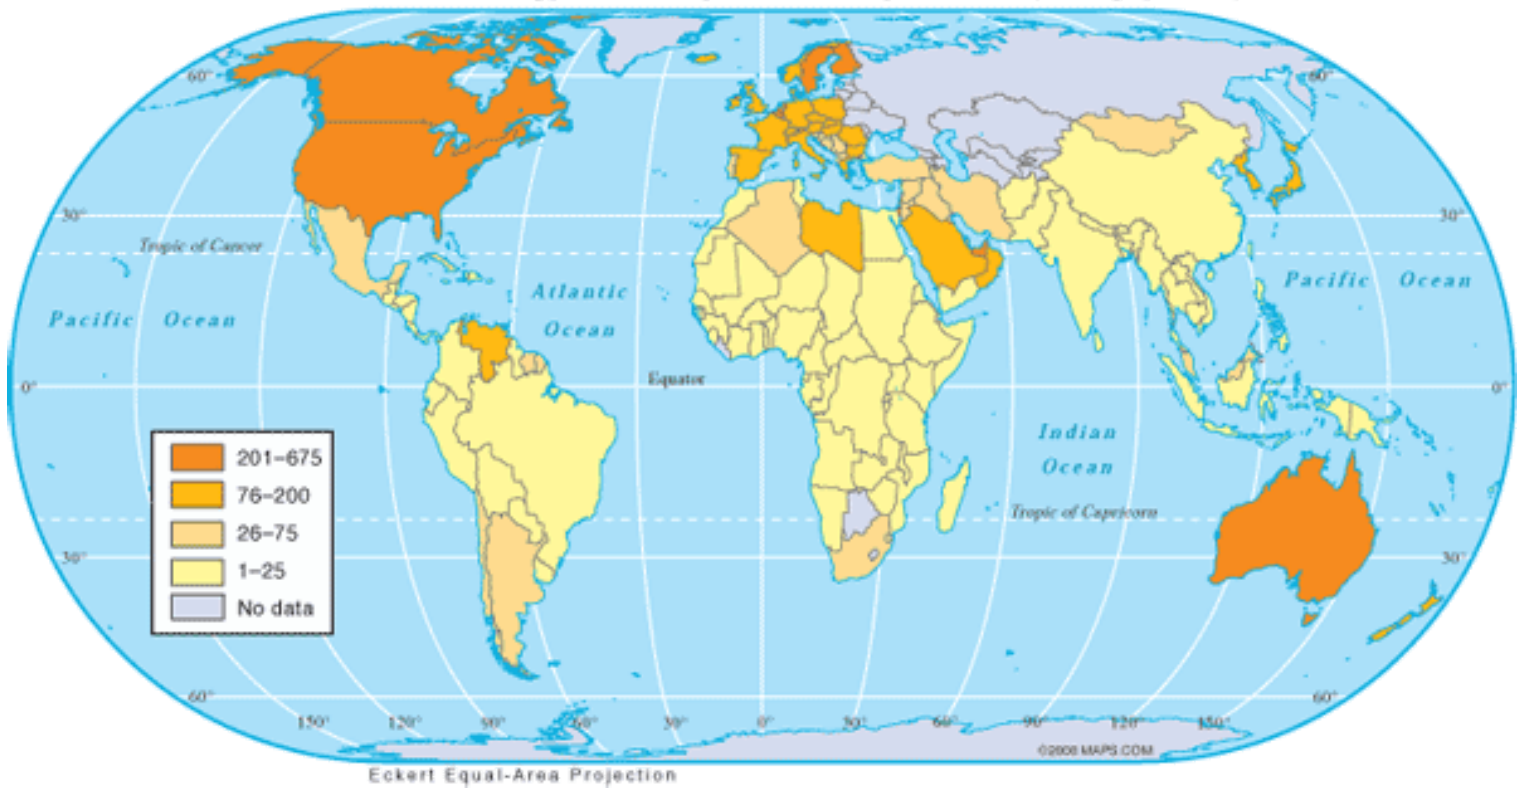 60°
60°
30°
30°
Tropic of Cancer
Atlantic
Ocean
Pacific Ocean
Pacific Ocean
Equator
0°
0°
Indian
Ocean
201–675
76–200
26–75
1–25
No data
Tropic of Capricorn
30°
30°
60°
60°
150° 120° 90° 60° 30° 0° 30° 60° 90° 120° 150°
©2000 MAPS.COM
Eckert Equal-Area Projection